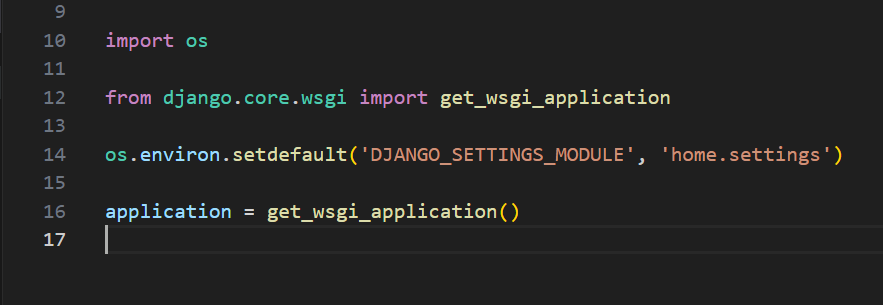 9
10 import os
11
12 from django.core.wsgi import get_wsgi_application
13
14 os.environ.setdefault('DJANGO_SETTINGS_MODULE', 'home.settings')
15
16 application = get_wsgi_application()
17